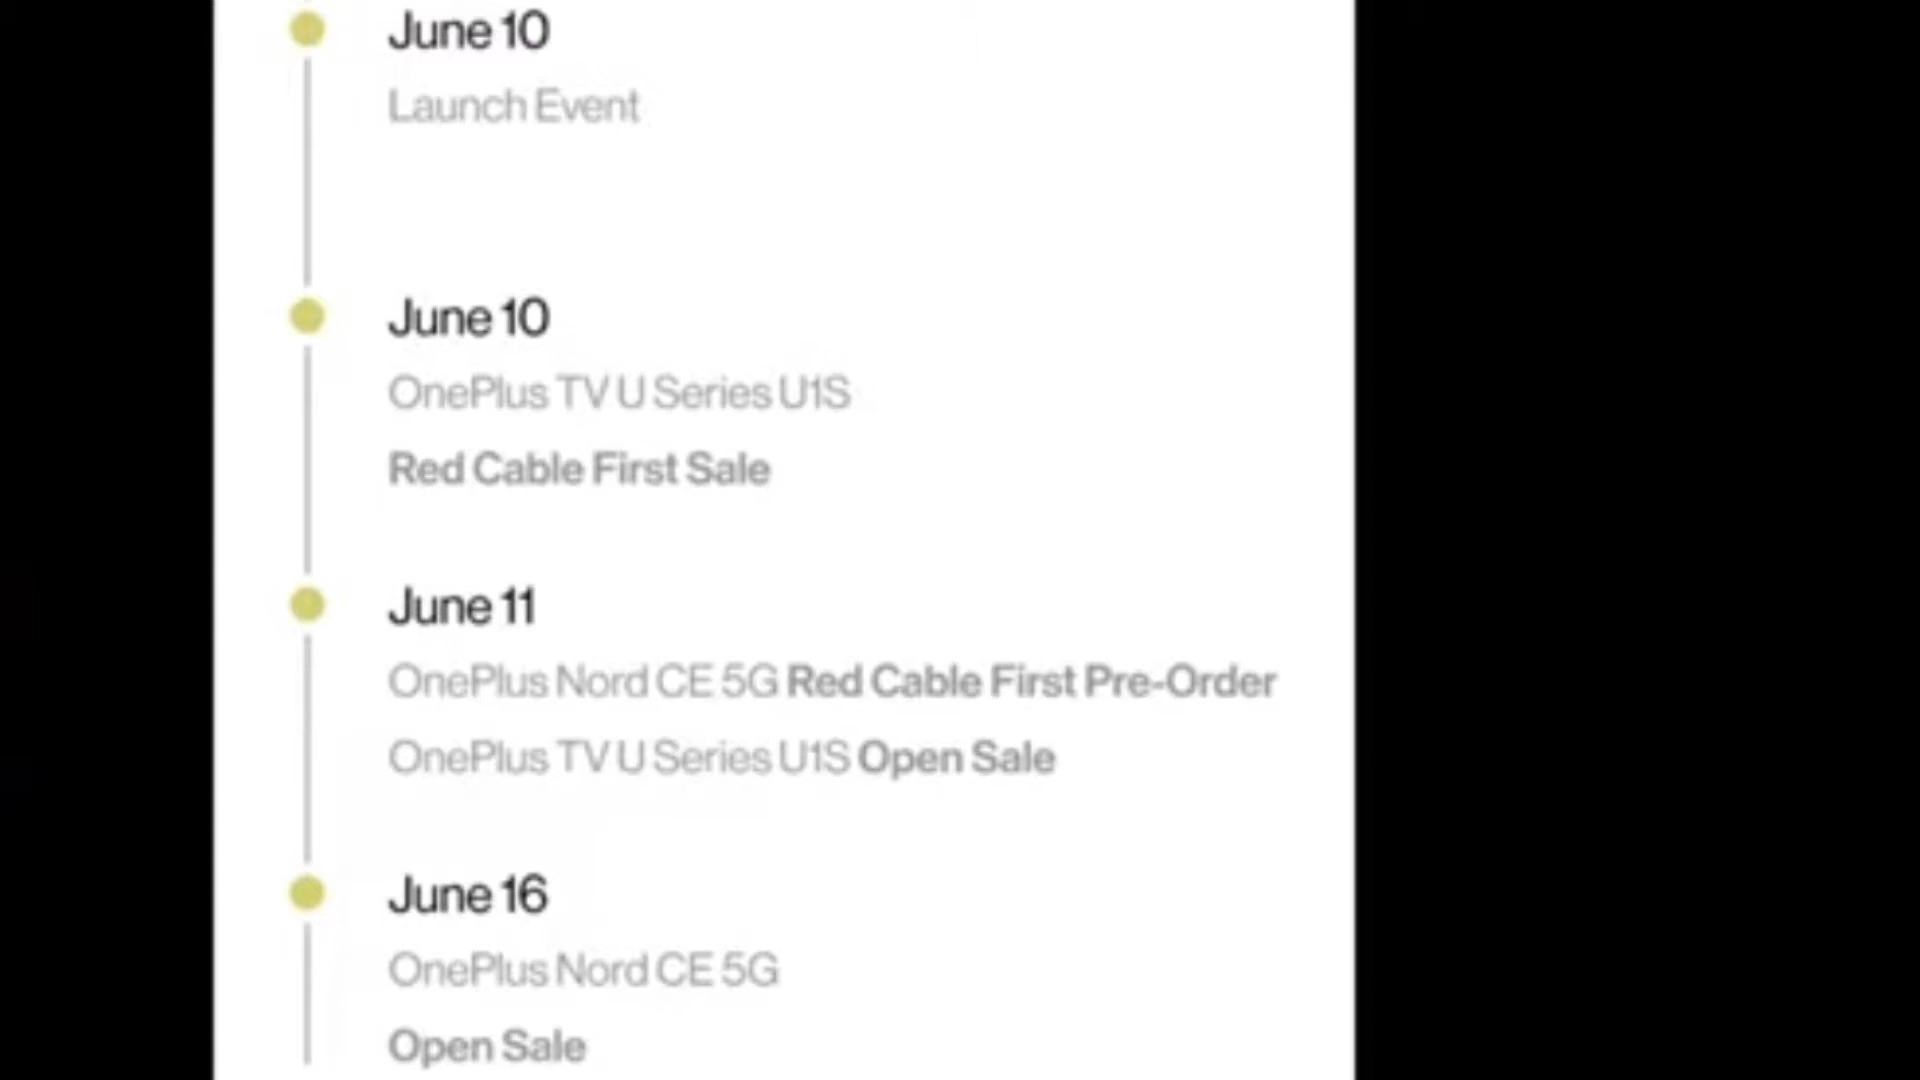 June 10
Launch Event
June 10
OnePlus TV U Series U1S
Red Cable First Sale
June 11
OnePlus Nord CE 5G Red Cable First Pre-Order
OnePlus TV U Series U1S Open Sale
June 16
OnePlus Nord CE 5G
Open Sale